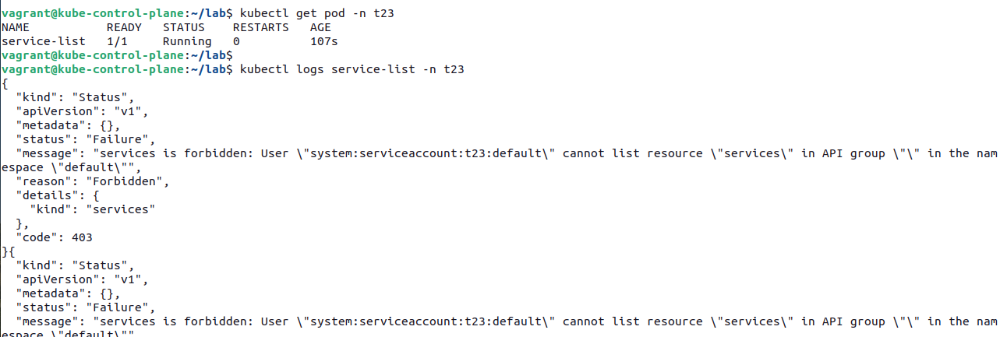 vagrant@kube-control-plane:~/lab$ kubectl get pod -n t23
NAME           READY   STATUS    RESTARTS   AGE
service-list   1/1     Running   0          107s
vagrant@kube-control-plane:~/lab$
vagrant@kube-control-plane:~/lab$ kubectl logs service-list -n t23
{
  "kind": "Status",
  "apiVersion": "v1",
  "metadata": {},
  "status": "Failure",
  "message": "services is forbidden: User \"system:serviceaccount:t23:default\" cannot list resource \"services\" in API group \"\" in the nam
espace \"default\"",
  "reason": "Forbidden",
  "details": {
    "kind": "services"
  },
  "code": 403
}{
  "kind": "Status",
  "apiVersion": "v1",
  "metadata": {},
  "status": "Failure",
  "message": "services is forbidden: User \"system:serviceaccount:t23:default\" cannot list resource \"services\" in API group \"\" in the nam
espace \"default\""